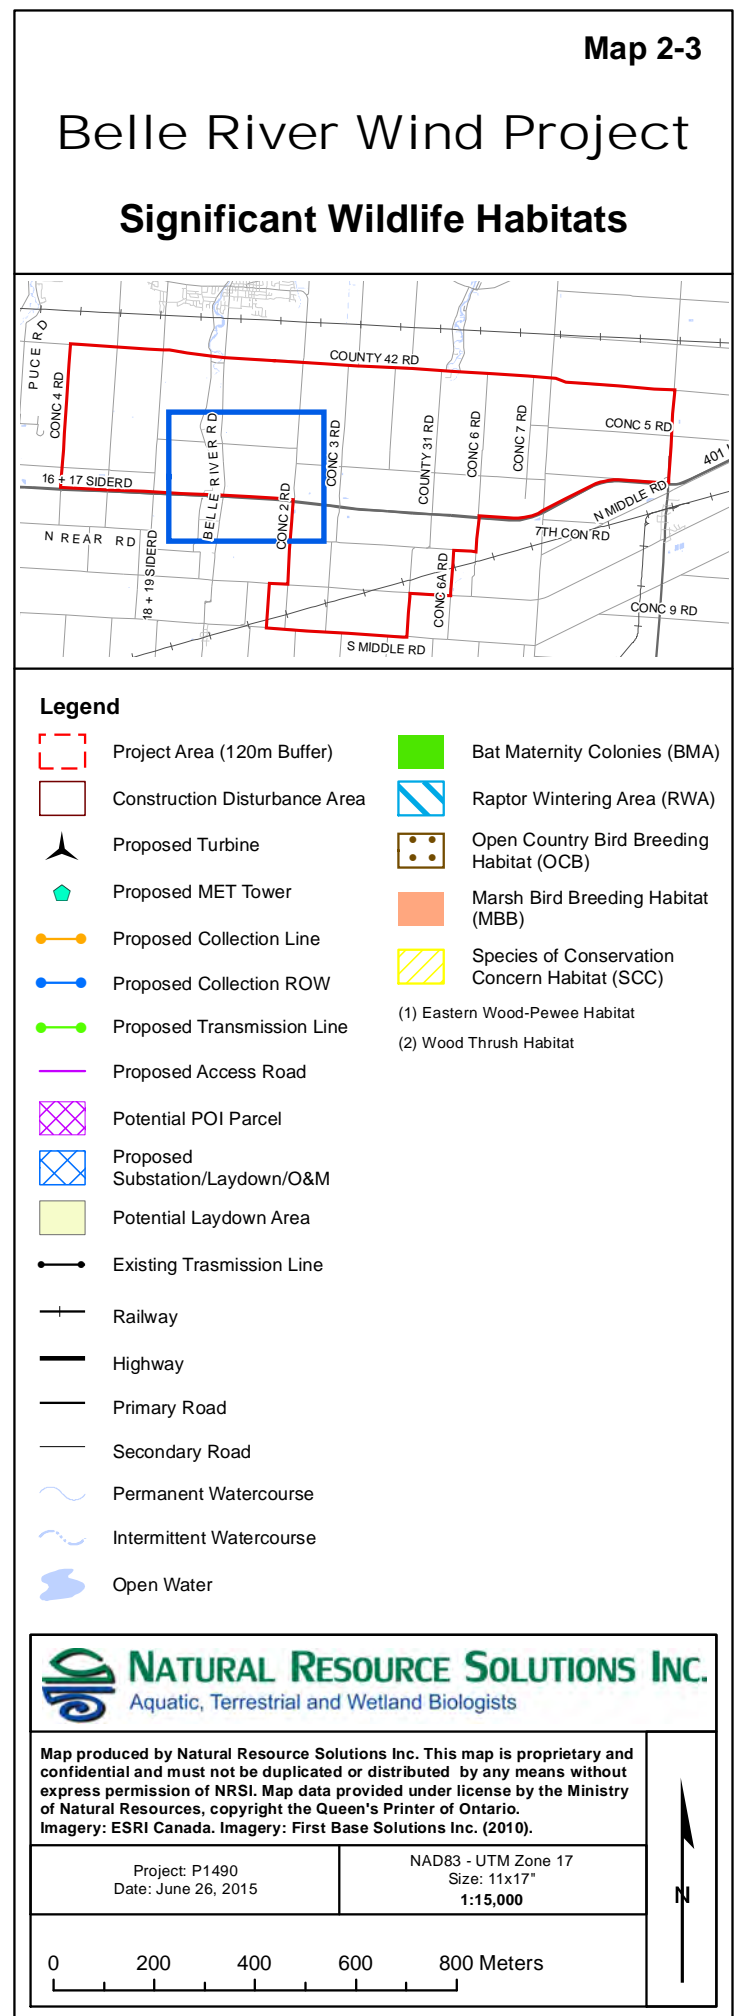 Map 2-3
Belle River Wind Project
Significant Wildlife Habitats
PUCE RD
CONC 4 RD
COUNTY 42 RD
BELLE RIVER RD
CONC 3 RD
COUNTY 31 RD
CONC 6 RD
CONC 7 RD
CONC 5 RD
401
16 + 17 SIDERD
CONC 2 RD
N MIDDLE RD
N REAR RD
18 + 19 SIDERD
7TH CON RD
CONC 6A RD
CONC 9 RD
S MIDDLE RD
Legend
Project Area (120m Buffer)
Construction Disturbance Area
Proposed Turbine
Proposed MET Tower
Proposed Collection Line
Proposed Collection ROW
Proposed Transmission Line
Proposed Access Road
Potential POI Parcel
Proposed
Substation/Laydown/O&M
Potential Laydown Area
Existing Trasmission Line
Railway
Highway
Primary Road
Secondary Road
Permanent Watercourse
Intermittent Watercourse
Open Water
Bat Maternity Colonies (BMA)
Raptor Wintering Area (RWA)
Open Country Bird Breeding
Habitat (OCB)
Marsh Bird Breeding Habitat
(MBB)
Species of Conservation
Concern Habitat (SCC)
(1) Eastern Wood-Pewee Habitat
(2) Wood Thrush Habitat
NATURAL RESOURCE SOLUTIONS INC.
Aquatic, Terrestrial and Wetland Biologists
Map produced by Natural Resource Solutions Inc. This map is proprietary and
confidential and must not be duplicated or distributed by any means without
express permission of NRSI. Map data provided under license by the Ministry
of Natural Resources, copyright the Queen's Printer of Ontario.
Imagery: ESRI Canada. Imagery: First Base Solutions Inc. (2010).
Project: P1490
Date: June 26, 2015
NAD83 - UTM Zone 17
Size: 11x17"
1:15,000
N
0 200 400 600 800 Meters